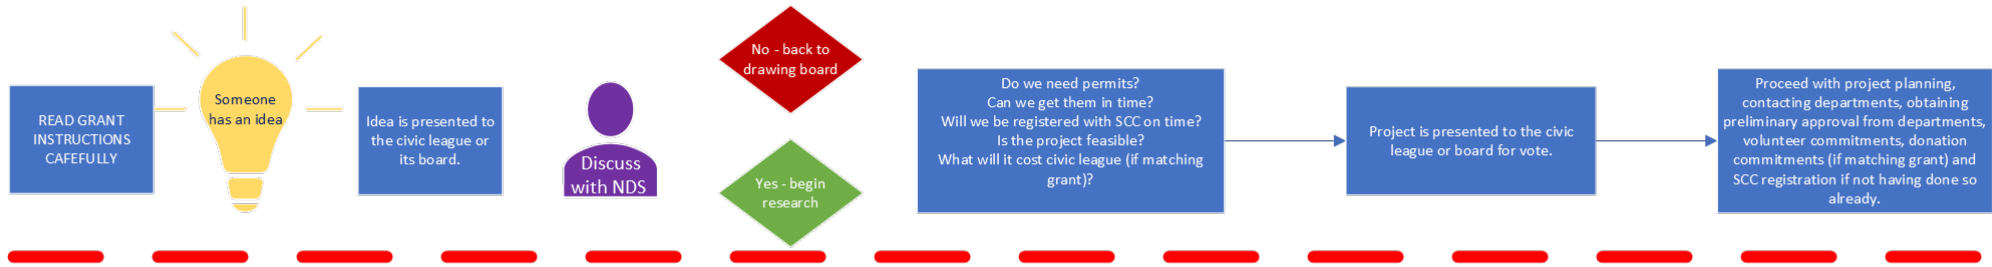 READ GRANT
INSTRUCTIONS
CAFEFULLY
Someone
has an idea
Idea is presented to
the civic league or
its board.
Discuss
with NDS
No - back to
drawing board
Yes - begin
research
Do we need permits?
Can we get them in time?
Will we be registered with SCC on time?
Is the project feasible?
What will it cost civic league (if matching
grant)?
Project is presented to the civic
league or board for vote.
Proceed with project planning,
contacting departments, obtaining
preliminary approval from departments,
volunteer commitments, donation
commitments (if matching grant) and
SCC registration if not having done so
already.